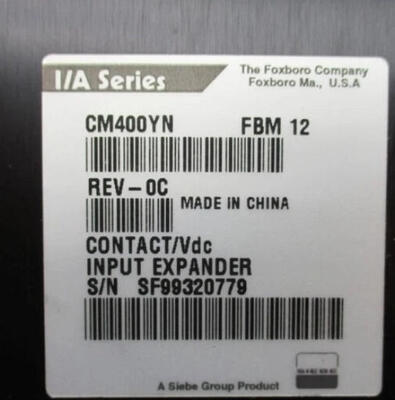 I/A Series
The Foxboro Company
Foxboro Ma., U.S.A
CM400YN FBM 12
REV-0C
MADE IN CHINA
CONTACT/Vdc
INPUT EXPANDER
S/N SF99320779
A Siebe Group Product